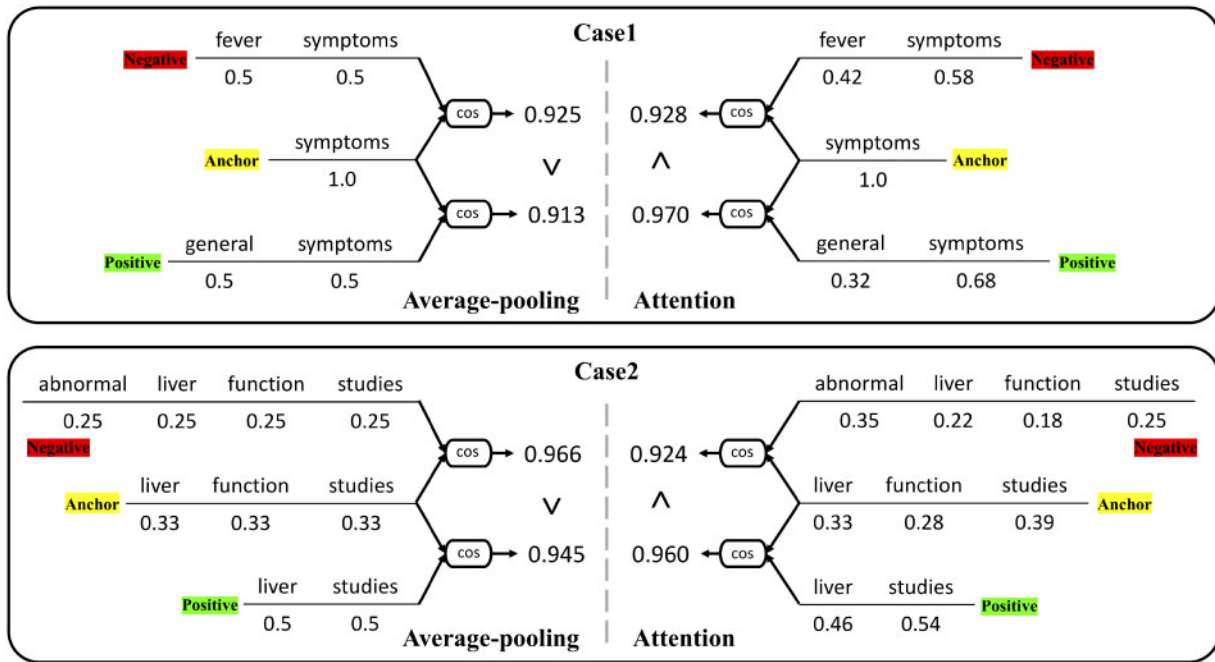 Case1
Negative fever symptoms
0.5 0.5
cos 0.925
Anchor symptoms
1.0
∨
cos 0.913
Positive general symptoms
0.5 0.5
Average-pooling
fever symptoms Negative
0.42 0.58
0.928 cos
symptoms Anchor
1.0
∧
0.970 cos
general symptoms Positive
0.32 0.68
Attention
Case2
abnormal liver function studies
0.25 0.25 0.25 0.25
Negative
cos 0.966
Anchor liver function studies
0.33 0.33 0.33
∨
cos 0.945
Positive liver studies
0.5 0.5
Average-pooling
abnormal liver function studies
0.35 0.22 0.18 0.25
Negative
0.924 cos
liver function studies Anchor
0.33 0.28 0.39
∧
0.960 cos
liver studies Positive
0.46 0.54
Attention